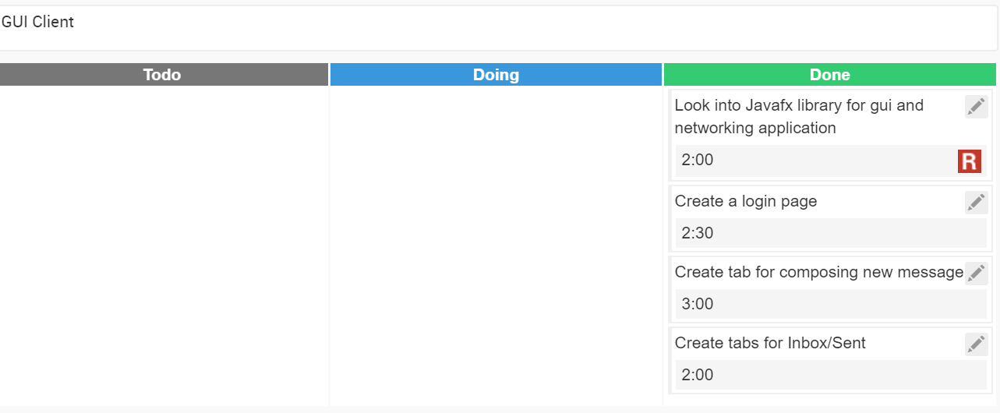 GUI Client
Todo
Doing
Done
Look into Javafx library for gui and
networking application
2:00
R
Create a login page
2:30
Create tab for composing new message
3:00
Create tabs for Inbox/Sent
2:00